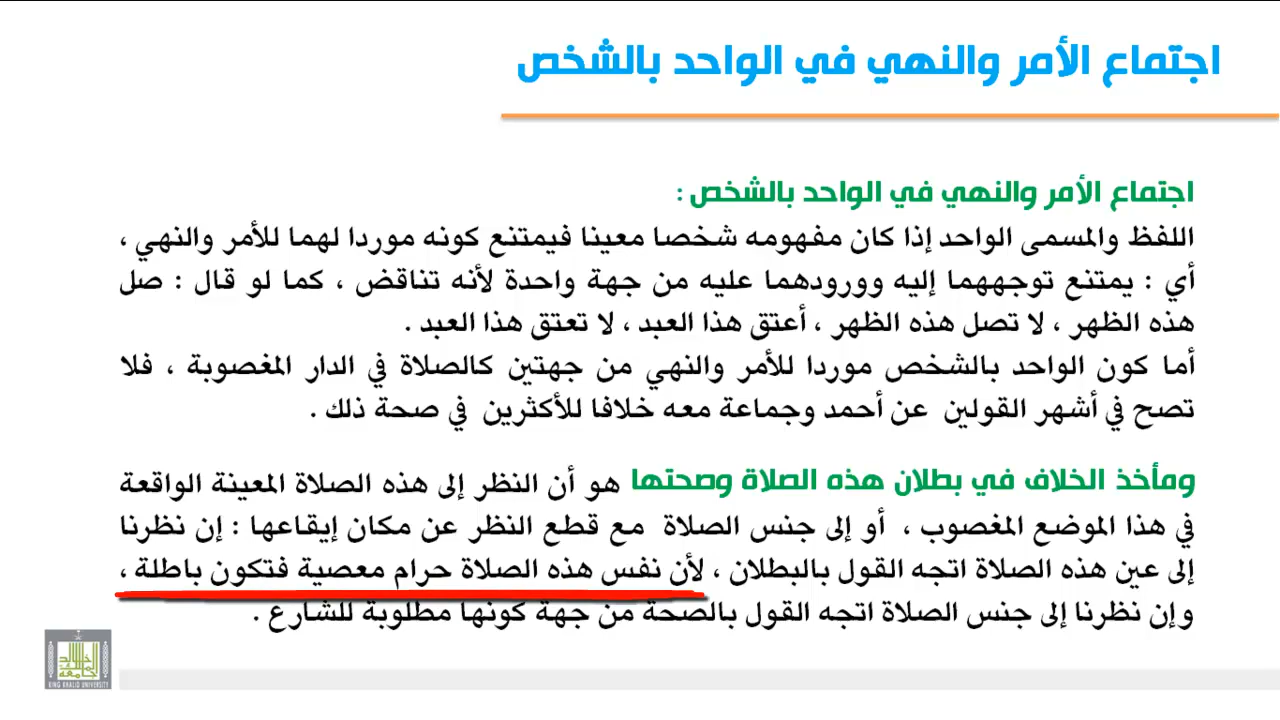 اجتماع الأمر والنهي في الواحد بالشخص
اجتماع الأمر والنهي في الواحد بالشخص :
اللفظ والمسمى الواحد إذا كان مفهومه شخصا معينا فيمتنع كونه موردا لهما للأمر والنهي ،
أي : يمتنع توجههما إليه وورودهما عليه من جهة واحدة لأنه تناقض ، كما لو قال : صل
هذه الظهر ، لا تصل هذه الظهر ، أعتق هذا العبد ، لا تعتق هذا العبد .
أما كون الواحد بالشخص موردا للأمر والنهي من جهتين كالصلاة في الدار المغصوبة ، فلا
تصح في أشهر القولين عن أحمد وجماعة معه خلافا للأكثرين في صحة ذلك .
ومأخذ الخلاف في بطلان هذه الصلاة وصحتها هو أن النظر إلى هذه الصلاة المعينة الواقعة
في هذا الموضع المغصوب ، أو إلى جنس الصلاة مع قطع النظر عن مكان إيقاعها : إن نظرنا
إلى عين هذه الصلاة اتجه القول بالبطلان ، لأن نفس هذه الصلاة حرام معصية فتكون باطلة ،
وإن نظرنا إلى جنس الصلاة اتجه القول بالصحة من جهة كونها مطلوبة للشارع .
KING KHALID UNIVERSITY